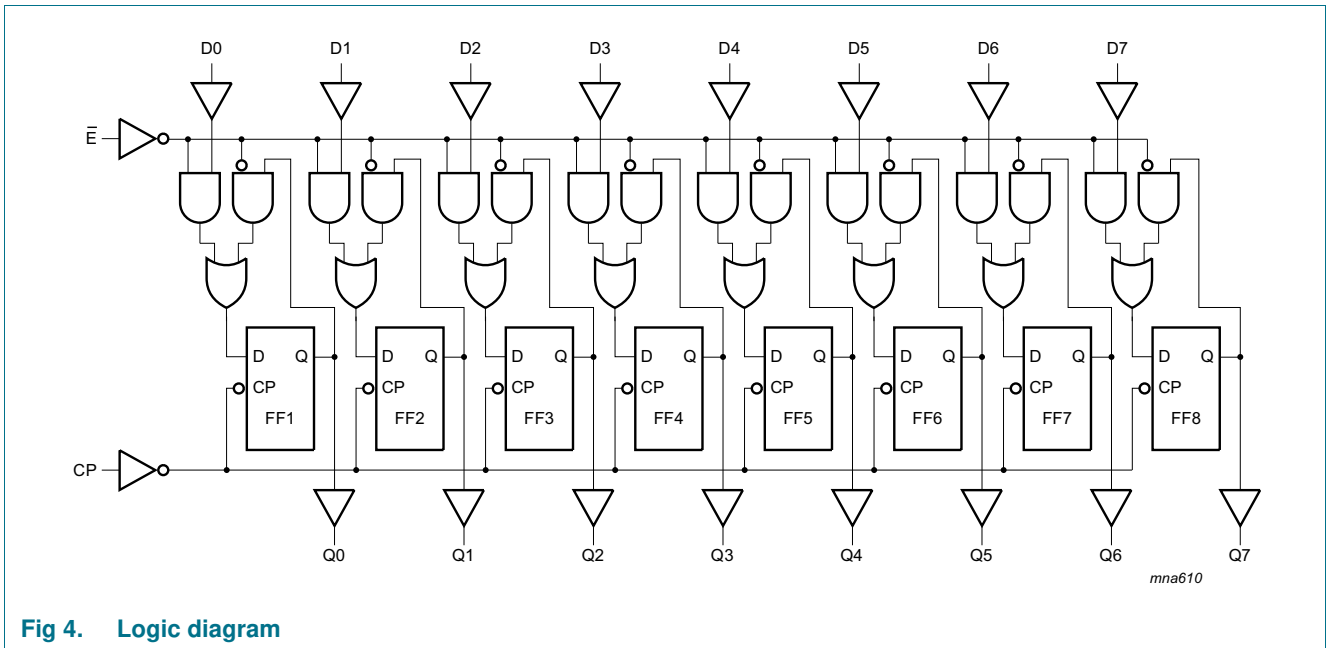 D0 D1 D2 D3 D4 D5 D6 D7
E̅
D Q D Q D Q D Q D Q D Q D Q D Q
CP CP CP CP CP CP CP CP
FF1 FF2 FF3 FF4 FF5 FF6 FF7 FF8
CP
Q0 Q1 Q2 Q3 Q4 Q5 Q6 Q7
mna610
Fig 4. Logic diagram